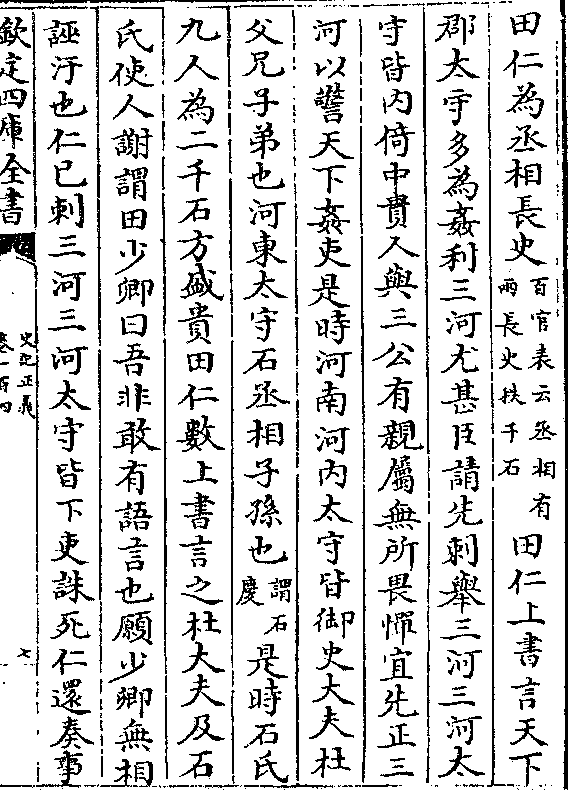 田仁為丞相長史百官表云丞相有兩長史秩千石田仁上書言天下
郡太守多為姦利三河尤甚臣請先刺舉三河三河太
守皆内倚中貴人與三公有親屬無所畏憚宜先正三
河以警天下姦吏是時河南河内太守皆御史大夫杜
父兄子弟也河東太守石丞相子孫也謂石慶是時石氏
九人為二千石方盛貴田仁數上書言之杜大夫及石
氏使人謝謂田少卿曰吾非敢有語言也願少卿無相
誣汙也仁已刺三河三河太守皆下吏誅死仁還奏事
欽定四庫全書
史記正義
卷一百四
七